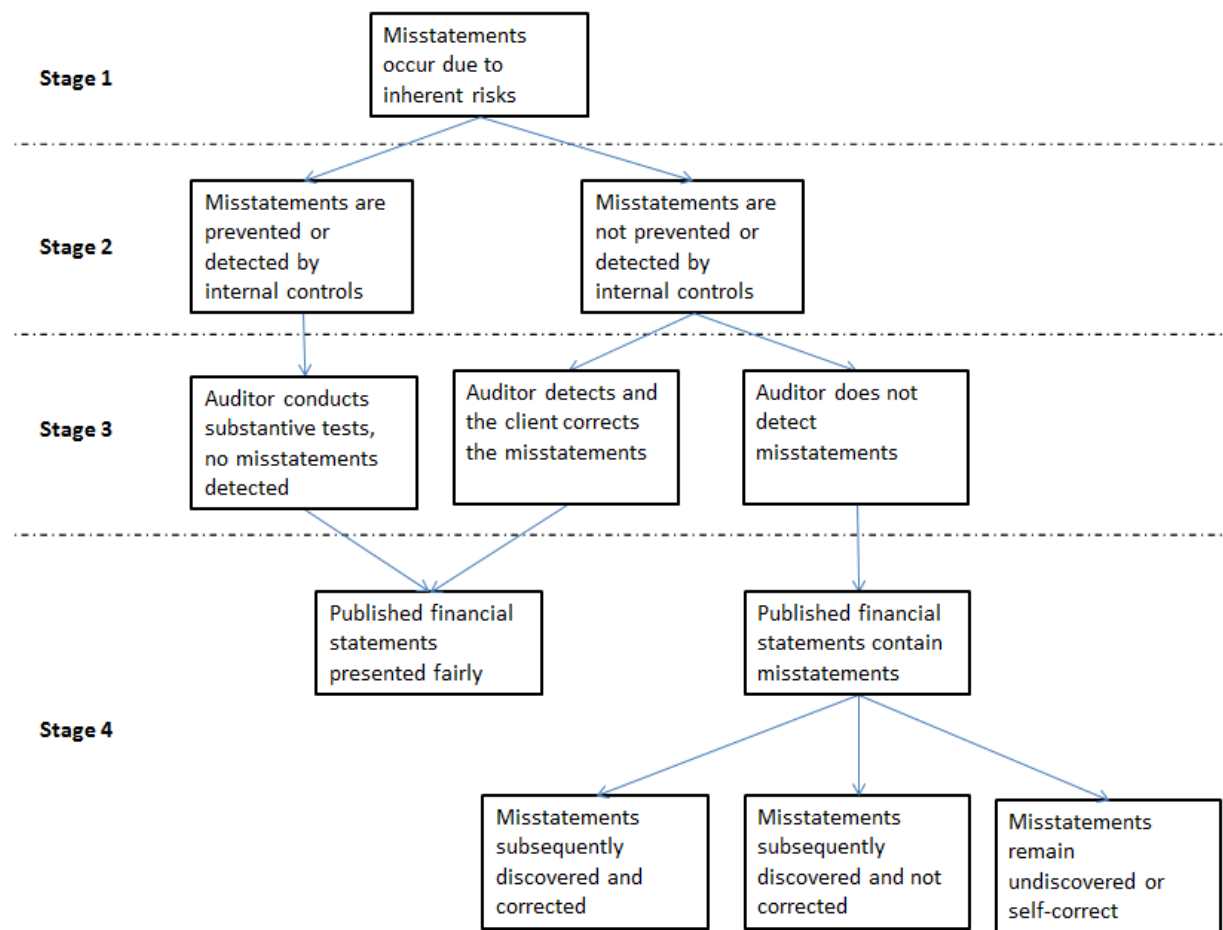 Stage 1
Misstatements
occur due to
inherent risks
Stage 2
Misstatements are
prevented or
detected by
internal controls
Misstatements are
not prevented or
detected by
internal controls
Stage 3
Auditor conducts
substantive tests,
no misstatements
detected
Auditor detects and
the client corrects
the misstatements
Auditor does not
detect
misstatements
Stage 4
Published financial
statements
presented fairly
Published financial
statements contain
misstatements
Misstatements
subsequently
discovered and
corrected
Misstatements
subsequently
discovered and not
corrected
Misstatements
remain
undiscovered or
self-correct